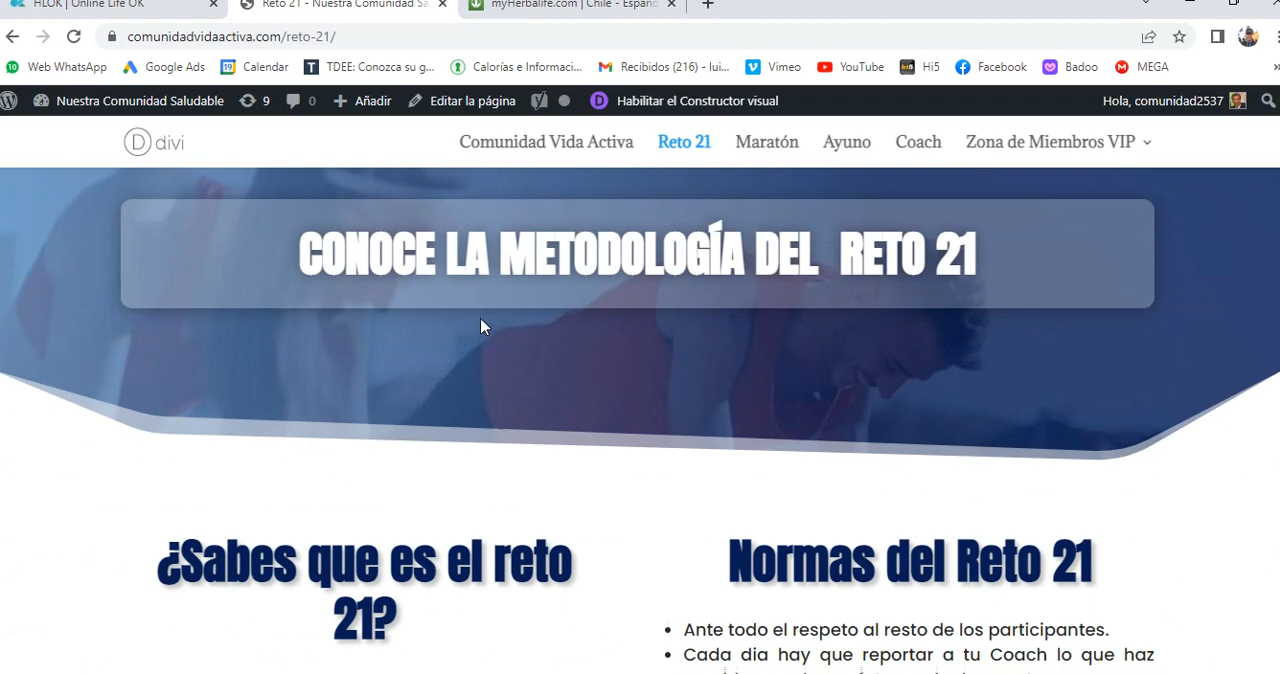 HLOK | Online Life OK
Reto 21 - Nuestra Comunidad Sa
myHerbalife.com | Chile - Español
comunidadvidaactiva.com/reto-21/
Web WhatsApp
Google Ads
Calendar
TDEE: Conozca su g...
Calorías e Informaci...
Recibidos (216) - lui...
Vimeo
YouTube
Hi5
Facebook
Badoo
MEGA
Nuestra Comunidad Saludable
9
0
Añadir
Editar la página
Habilitar el Constructor visual
Hola, comunidad2537
divi
Comunidad Vida Activa
Reto 21
Maratón
Ayuno
Coach
Zona de Miembros VIP
CONOCE LA METODOLOGÍA DEL RETO 21
¿Sabes que es el reto
21?
Normas del Reto 21
Ante todo el respeto al resto de los participantes.
Cada dia hay que reportar a tu Coach lo que haz